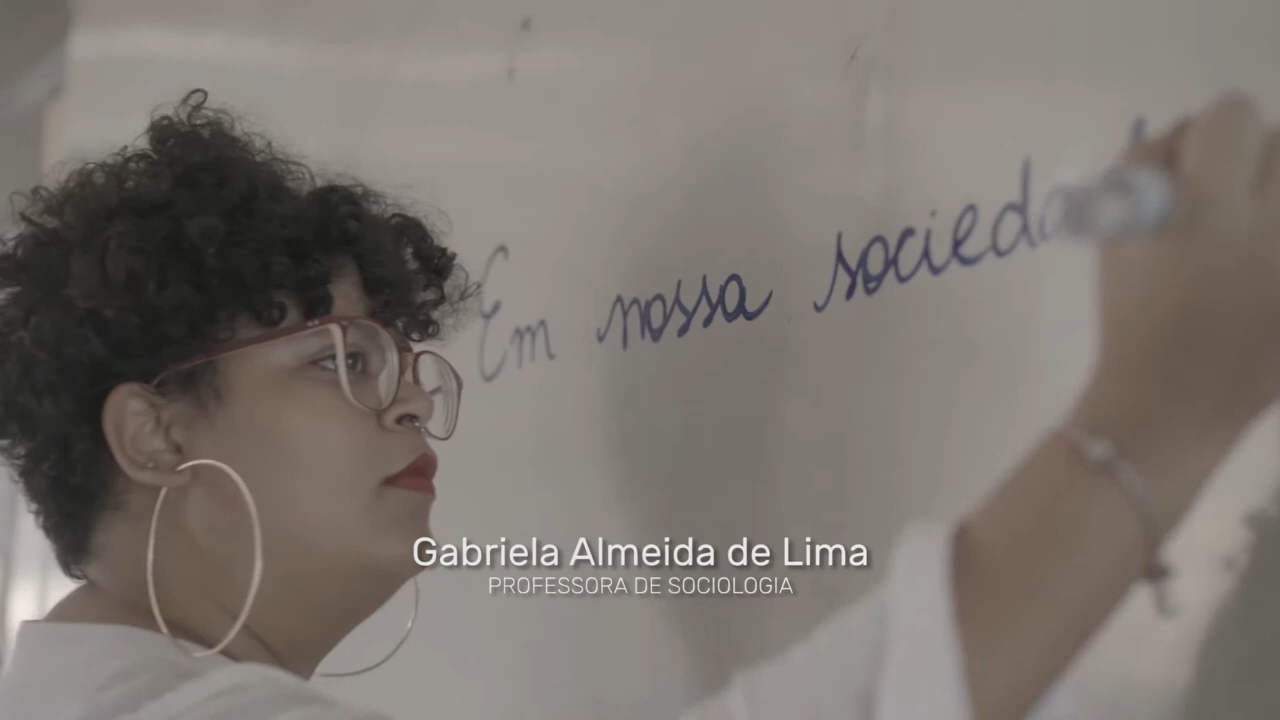 Em nossa socieda
Gabriela Almeida de Lima
PROFESSORA DE SOCIOLOGIA